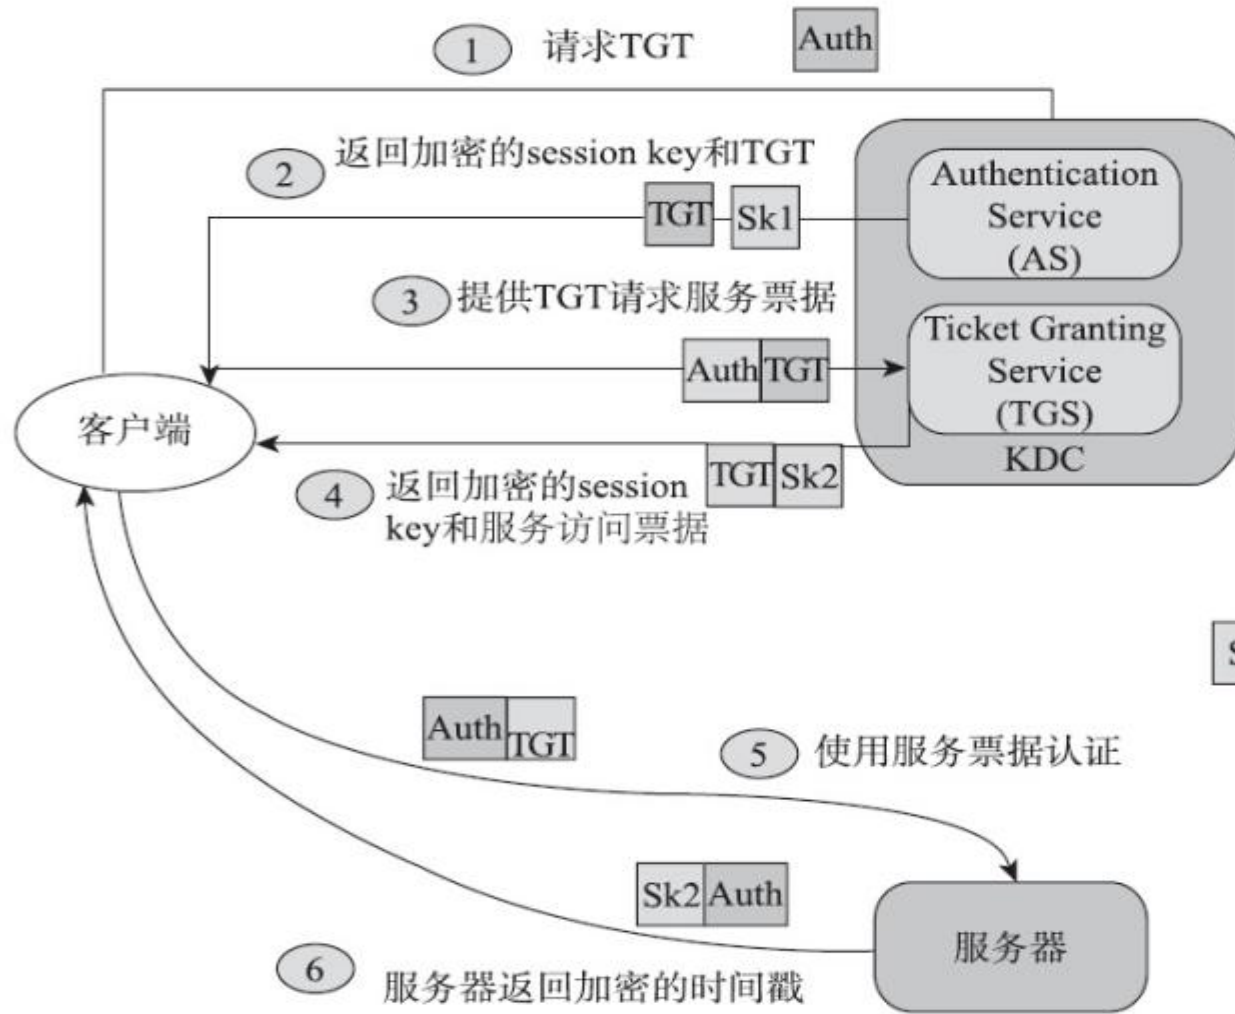 1 请求TGT Auth
2 返回加密的session key和TGT
TGT Sk1
Authentication
Service
(AS)
3 提供TGT请求服务票据
Auth TGT
Ticket Granting
Service
(TGS)
KDC
客户端
TGT Sk2
4 返回加密的session
key和服务访问票据
S
Auth TGT
5 使用服务票据认证
Sk2 Auth
服务器
6 服务器返回加密的时间戳